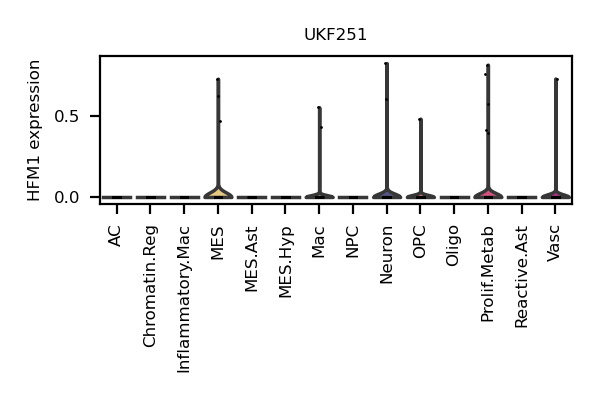 UKF251
HFM1 expression
0.5
0.0
AC
Chromatin.Reg
Inflammatory.Mac
MES
MES.Ast
MES.Hyp
Mac
NPC
Neuron
OPC
Oligo
Prolif.Metab
Reactive.Ast
Vasc